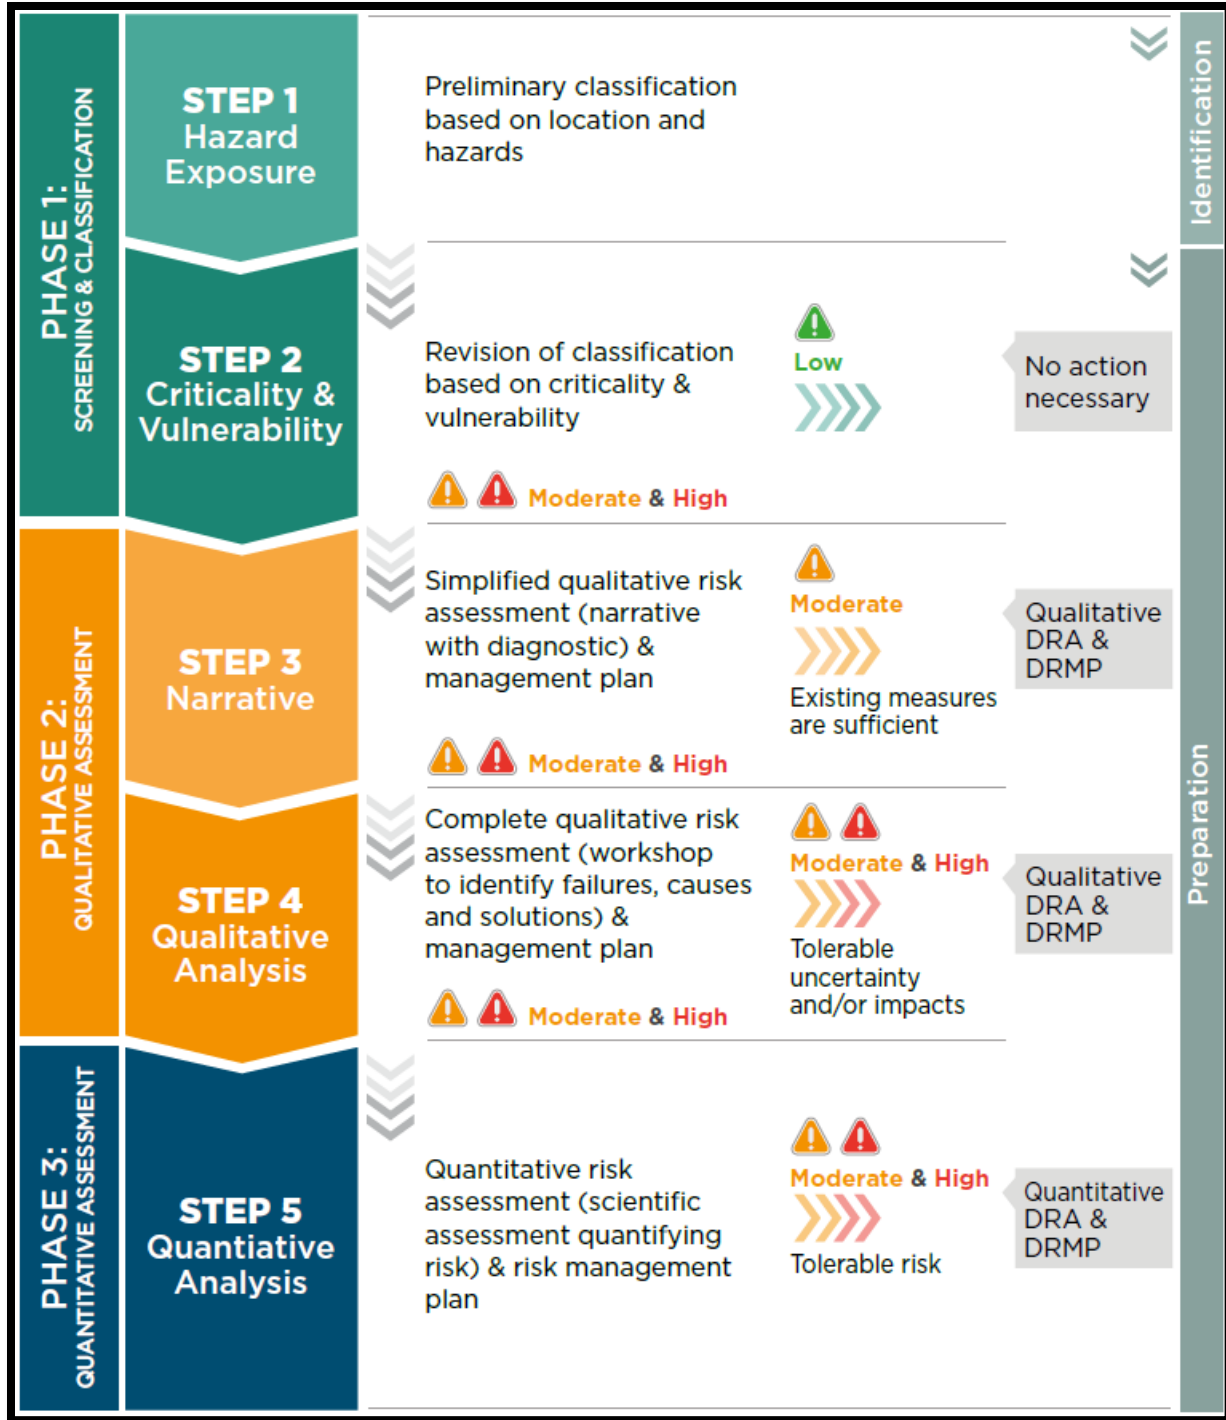 PHASE 1:
SCREENING & CLASSIFICATION
STEP 1
Hazard
Exposure
Preliminary classification
based on location and
hazards
Identification
STEP 2
Criticality &
Vulnerability
Revision of classification
based on criticality &
vulnerability
Low
No action
necessary
Moderate & High
PHASE 2:
QUALITATIVE ASSESSMENT
STEP 3
Narrative
Simplified qualitative risk
assessment (narrative
with diagnostic) &
management plan
Moderate
Existing measures
are sufficient
Qualitative
DRA &
DRMP
Moderate & High
STEP 4
Qualitative
Analysis
Complete qualitative risk
assessment (workshop
to identify failures, causes
and solutions) &
management plan
Moderate & High
Tolerable
uncertainty
and/or impacts
Qualitative
DRA &
DRMP
Moderate & High
Preparation
PHASE 3:
QUANTITATIVE ASSESSMENT
STEP 5
Quantiative
Analysis
Quantitative risk
assessment (scientific
assessment quantifying
risk) & risk management
plan
Moderate & High
Tolerable risk
Quantitative
DRA &
DRMP